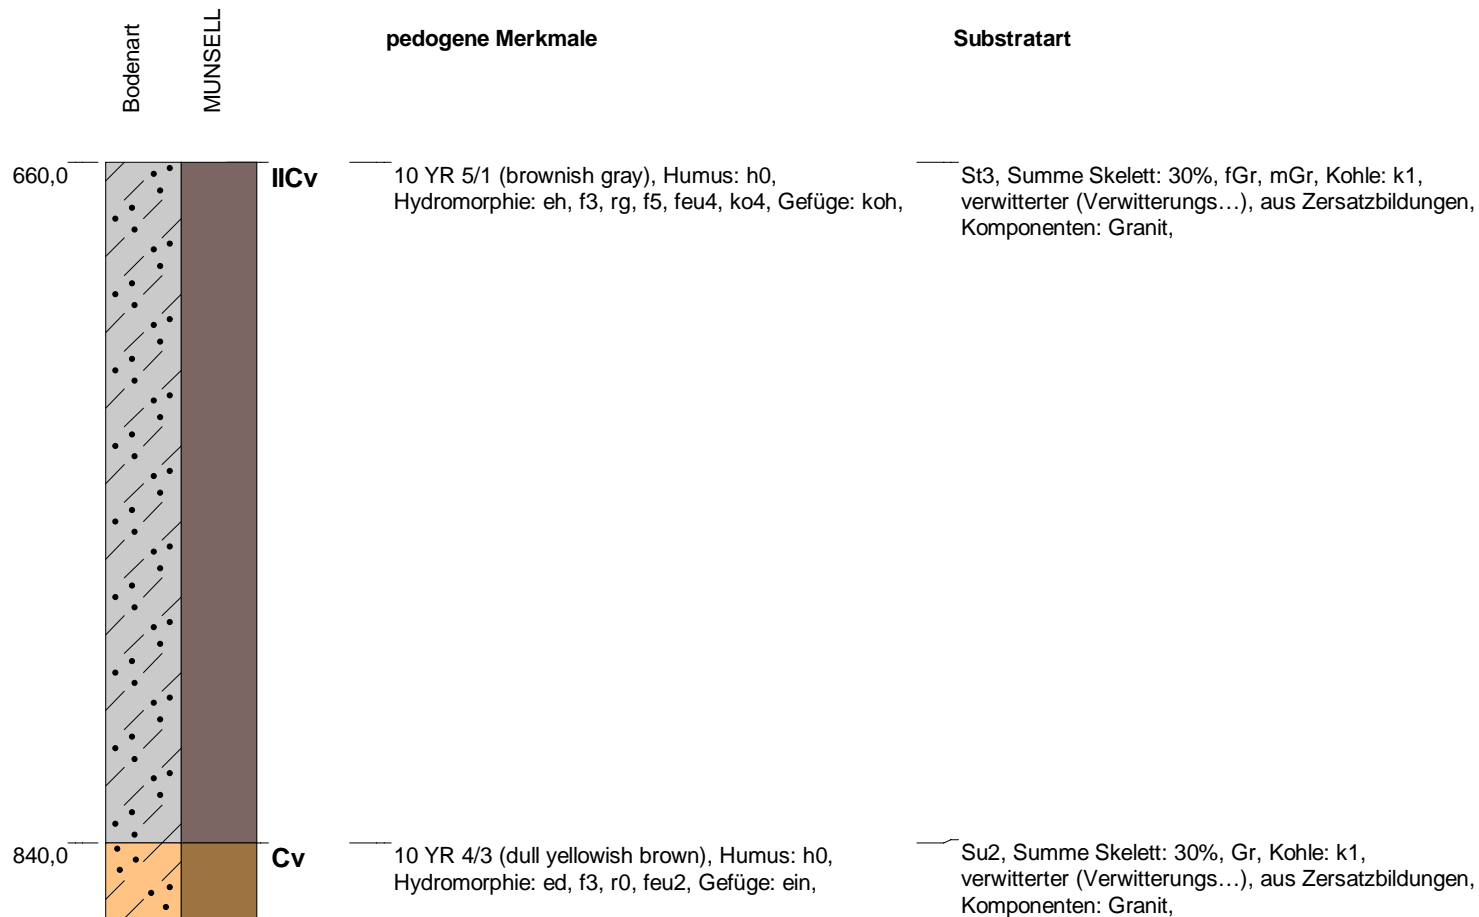 Bodenart
MUNSELL
pedogene Merkmale
Substratart
660,0
IICv
10 YR 5/1 (brownish gray), Humus: h0,
Hydromorphie: eh, f3, rg, f5, feu4, ko4, Gefüge: koh,
St3, Summe Skelett: 30%, fGr, mGr, Kohle: k1,
verwitterter (Verwitterungs…), aus Zersatzbildungen,
Komponenten: Granit,
840,0
Cv
10 YR 4/3 (dull yellowish brown), Humus: h0,
Hydromorphie: ed, f3, r0, feu2, Gefüge: ein,
Su2, Summe Skelett: 30%, Gr, Kohle: k1,
verwitterter (Verwitterungs…), aus Zersatzbildungen,
Komponenten: Granit,